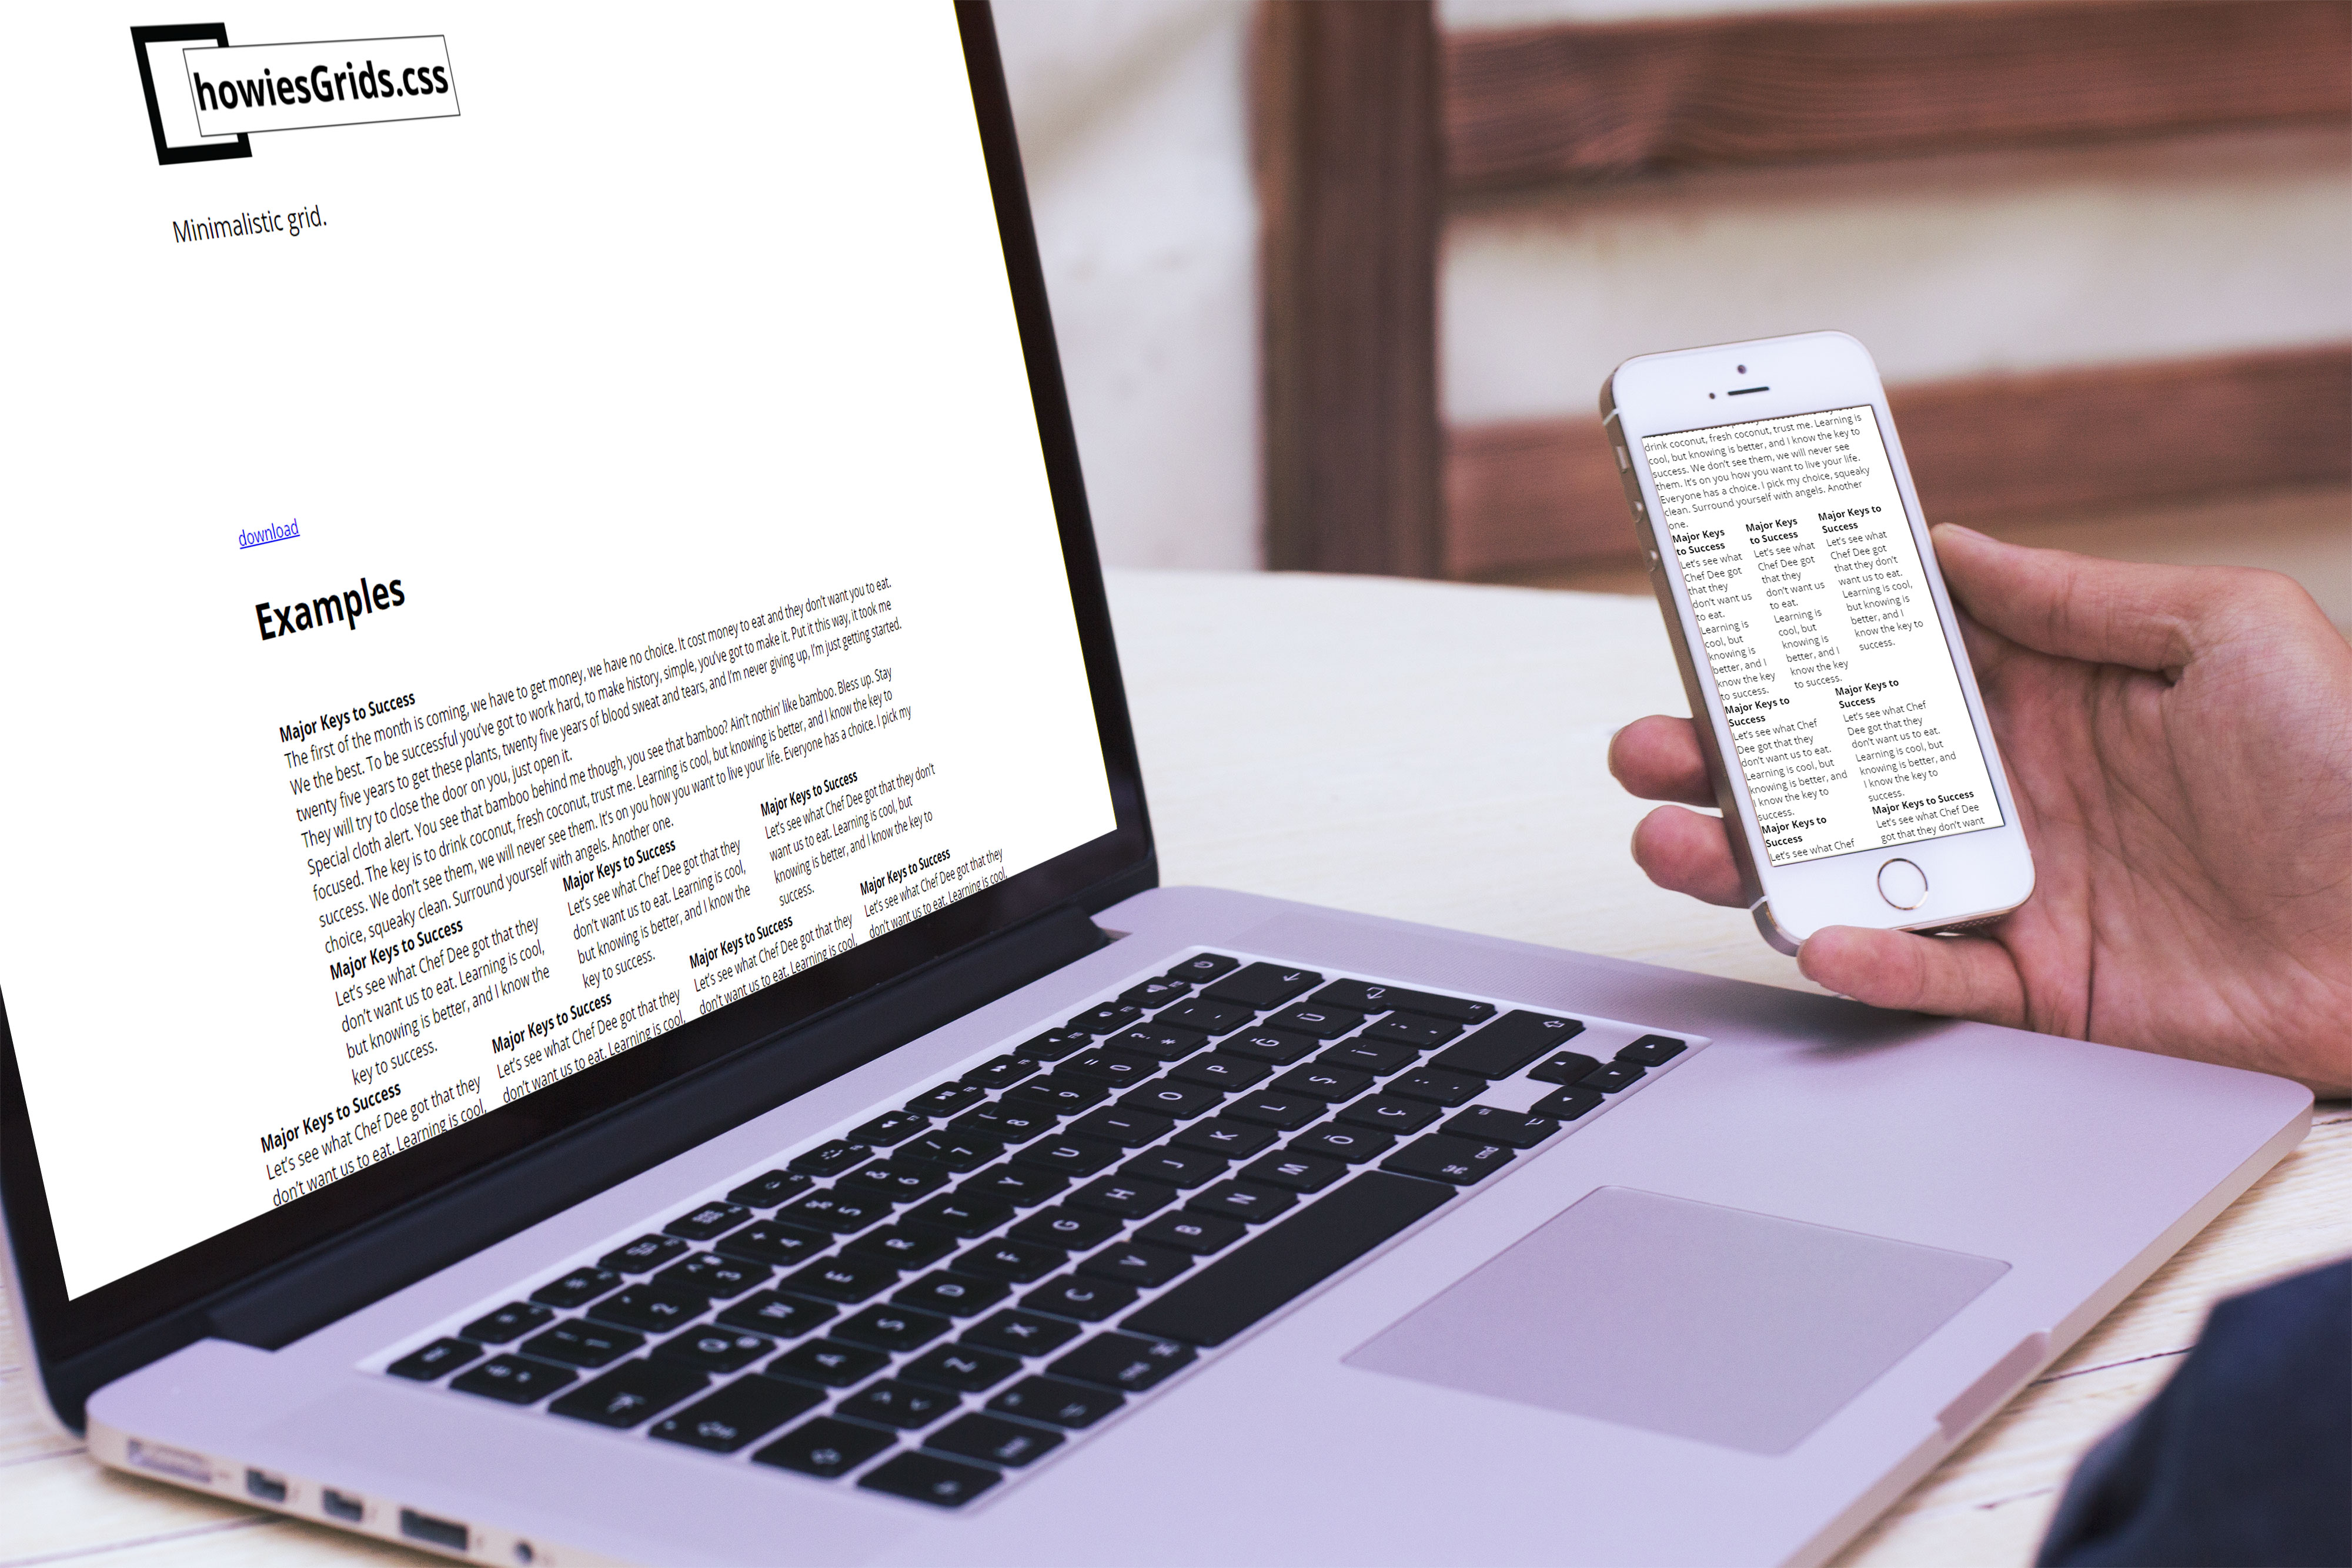 howiesGrids.css
Minimalistic grid.
download
Examples
Major Keys to Success
The first of the month is coming, we have to get money, we have no choice. It cost money to eat and they don't want you to eat.
We the best. To be successful you've got to work hard, to make history, simple, you've got to make it. Put it this way, it took me
twenty five years to get these plants, twenty five years of blood sweat and tears, and I'm never giving up, I'm just getting started.
They will try to close the door on you, just open it.
Special cloth alert. You see that bamboo behind me though, you see that bamboo? Ain't nothin' like bamboo. Bless up. Stay
focused. The key is to drink coconut, fresh coconut, trust me. Learning is cool, but knowing is better, and I know the key to
success. We don't see them, we will never see them. It's on you how you want to live your life. Everyone has a choice. I pick my
choice, squeaky clean. Surround yourself with angels. Another one.
Major Keys to Success
Let's see what Chef Dee got that they
don't want us to eat. Learning is cool,
but knowing is better, and I know the
key to success.
Major Keys to Success
Let's see what Chef Dee got that they
don't want us to eat. Learning is cool,
but knowing is better, and I know the
key to success.
Major Keys to Success
Let's see what Chef Dee got that they don't
want us to eat. Learning is cool, but
knowing is better, and I know the key to
success.
Major Keys to Success
Let's see what Chef Dee got that they
don't want us to eat. Learning is cool,
Major Keys to Success
Let's see what Chef Dee got that they
don't want us to eat. Learning is cool,
Major Keys to Success
Let's see what Chef Dee got that they
don't want us to eat. Learning is cool,
Major Keys to Success
Let's see what Chef Dee got that they
don't want us to eat. Learning is cool,
drink coconut, fresh coconut, trust me. Learning is
cool, but knowing is better, and I know the key to
success. We don't see them, we will never see
them. It's on you how you want to live your life.
Everyone has a choice. I pick my choice, squeaky
clean. Surround yourself with angels. Another
one.
Major Keys
to Success
Let's see what
Chef Dee got
that they
don't want us
to eat.
Learning is
cool, but
knowing is
better, and I
know the key
to success.
Major Keys
to Success
Let's see what
Chef Dee got
that they
don't want us
to eat.
Learning is
cool, but
knowing is
better, and I
know the key
to success.
Major Keys to
Success
Let's see what
Chef Dee got
that they don't
want us to eat.
Learning is cool,
but knowing is
better, and I
know the key to
success.
Major Keys to
Success
Let's see what Chef
Dee got that they
don't want us to eat.
Learning is cool, but
knowing is better, and
I know the key to
success.
Major Keys to
Success
Let's see what Chef
Dee got that they
don't want us to eat.
Learning is cool, but
knowing is better, and
I know the key to
success.
Major Keys to
Success
Let's see what Chef
Major Keys to Success
Let's see what Chef Dee
got that they don't want
1 2 3 4 5 6 7 8 9 0
Q W E R T Y U I O P Ğ Ü
A S D F G H J K L Ş İ
Z X C V B N M Ö Ç
cmd
cmd